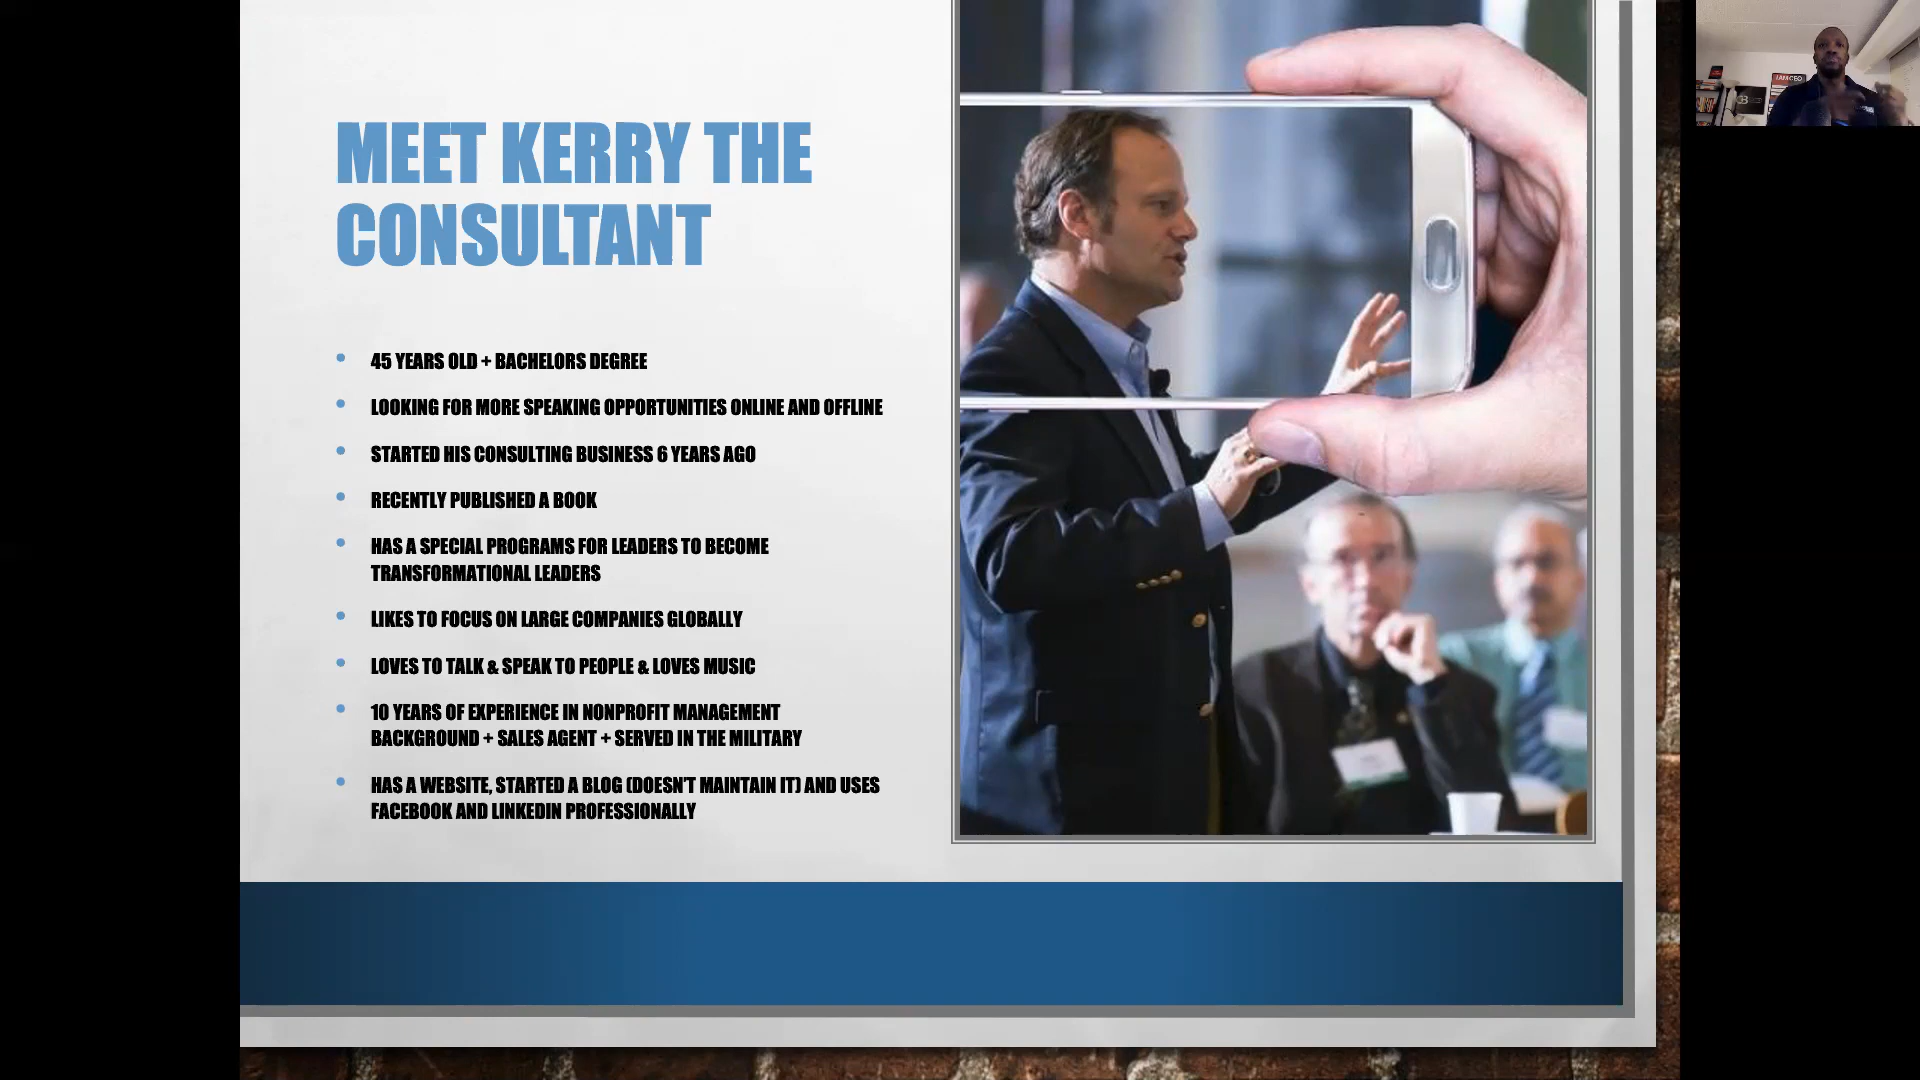 MEET KERRY THE
CONSULTANT
45 YEARS OLD + BACHELORS DEGREE
LOOKING FOR MORE SPEAKING OPPORTUNITIES ONLINE AND OFFLINE
STARTED HIS CONSULTING BUSINESS 6 YEARS AGO
RECENTLY PUBLISHED A BOOK
HAS A SPECIAL PROGRAMS FOR LEADERS TO BECOME
TRANSFORMATIONAL LEADERS
LIKES TO FOCUS ON LARGE COMPANIES GLOBALLY
LOVES TO TALK & SPEAK TO PEOPLE & LOVES MUSIC
10 YEARS OF EXPERIENCE IN NONPROFIT MANAGEMENT
BACKGROUND + SALES AGENT + SERVED IN THE MILITARY
HAS A WEBSITE, STARTED A BLOG (DOESN'T MAINTAIN IT) AND USES
FACEBOOK AND LINKEDIN PROFESSIONALLY
I AM CEO